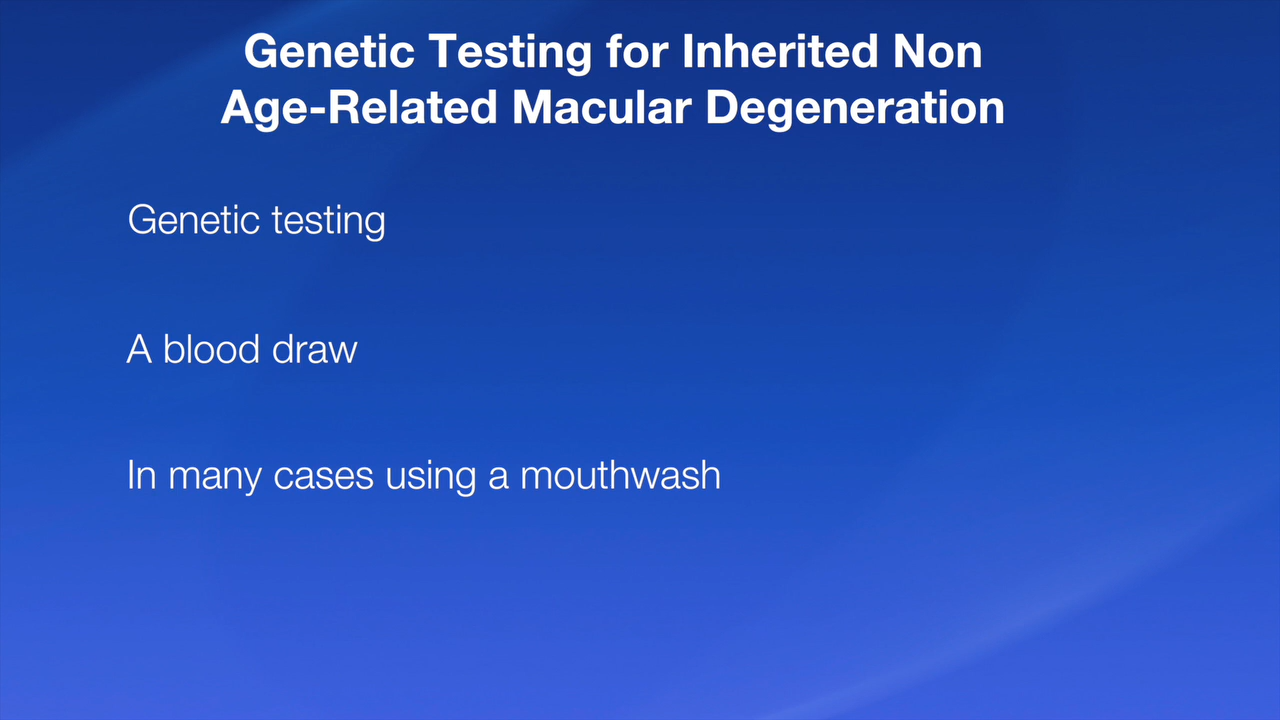 Genetic Testing for Inherited Non
Age-Related Macular Degeneration
Genetic testing
A blood draw
In many cases using a mouthwash